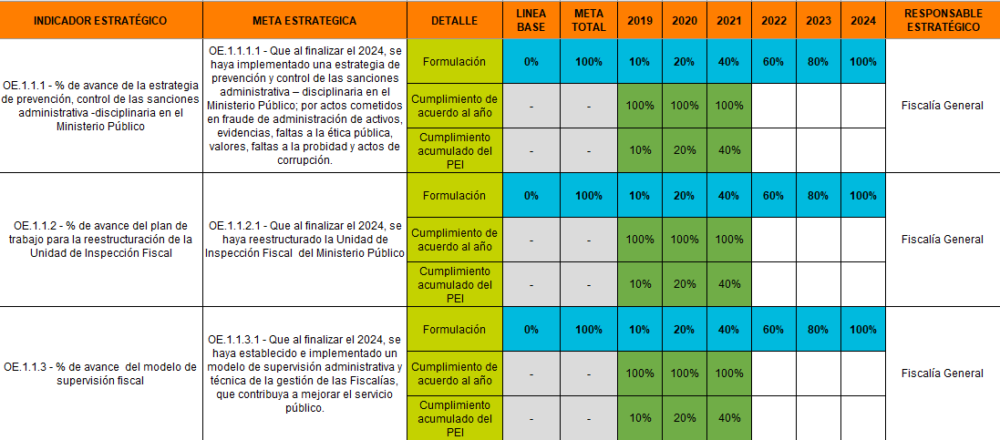 INDICADOR ESTRATÉGICO META ESTRATEGICA DETALLE LINEA BASE META TOTAL 2019 2020 2021 2022 2023 2024 RESPONSABLE ESTRATÉGICO
OE.1.1.1 - % de avance de la estrategia
de prevención, control de las sanciones
administrativa -disciplinaria en el
Ministerio Público
OE.1.1.1.1 - Que al finalizar el 2024, se
haya implementado una estrategia de
prevención y control de las sanciones
administrativa – disciplinaria en el
Ministerio Público; por actos cometidos
en fraude de administración de activos,
evidencias, faltas a la ética pública,
valores, faltas a la probidad y actos de
corrupción.
Formulación 0% 100% 10% 20% 40% 60% 80% 100%
Cumplimiento de
acuerdo al año - - 100% 100% 100%
Cumplimiento
acumulado del
PEI - - 10% 20% 40%
Fiscalía General
OE.1.1.2 - % de avance del plan de
trabajo para la reestructuración de la
Unidad de Inspección Fiscal
OE.1.1.2.1 - Que al finalizar el 2024, se
haya reestructurado la Unidad de
Inspección Fiscal del Ministerio Público
Formulación 0% 100% 10% 20% 40% 60% 80% 100%
Cumplimiento de
acuerdo al año - - 100% 100% 100%
Cumplimiento
acumulado del
PEI - - 10% 20% 40%
Fiscalía General
OE.1.1.3 - % de avance del modelo de
supervisión fiscal
OE.1.1.3.1 - Que al finalizar el 2024, se
haya establecido e implementado un
modelo de supervisión administrativa y
técnica de la gestión de las Fiscalías,
que contribuya a mejorar el servicio
público.
Formulación 0% 100% 10% 20% 40% 60% 80% 100%
Cumplimiento de
acuerdo al año - - 100% 100% 100%
Cumplimiento
acumulado del
PEI - - 10% 20% 40%
Fiscalía General